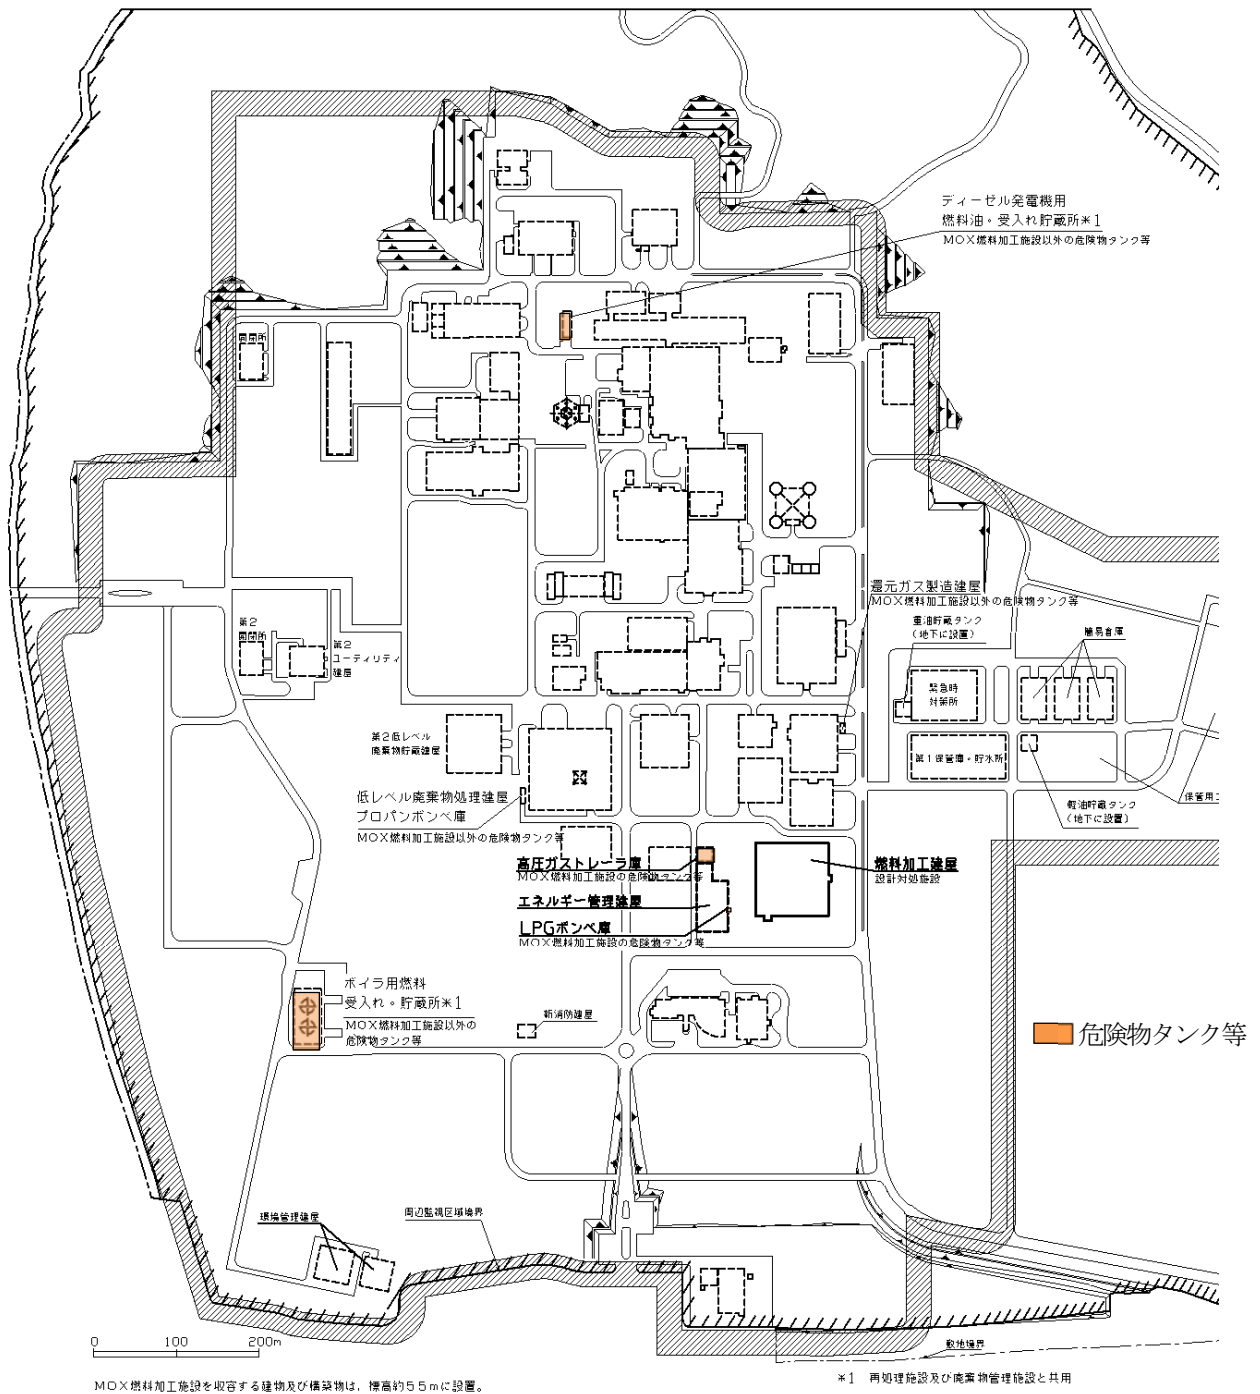 ディーゼル発電機用
燃料油・受入れ貯蔵所＊1
MOX燃料加工施設以外の危険物タンク等
開閉所
還元ガス製造建屋
MOX燃料加工施設以外の危険物タンク等
重油貯蔵タンク
（地下に設置）
簡易倉庫
第2
開閉所
第2
ユーティリティ
建屋
緊急時
対策所
第2低レベル
廃棄物貯蔵建屋
第1保管庫・貯水所
低レベル廃棄物処理建屋
プロパンボンベ庫
MOX燃料加工施設以外の危険物タンク等
軽油貯蔵タンク
（地下に設置）
保管用コ
高圧ガストレーラ庫
MOX燃料加工施設の危険物タンク等
燃料加工建屋
設計対処施設
エネルギー管理建屋
LPGボンベ庫
MOX燃料加工施設の危険物タンク等
ボイラ用燃料
受入れ・貯蔵所＊1
MOX燃料加工施設以外の
危険物タンク等
新消防建屋
危険物タンク等
環境管理建屋
周辺監視区域境界
敷地境界
0 100 200m
＊1 再処理施設及び廃棄物管理施設と共用
MOX燃料加工施設を収容する建物及び構築物は，標高約55mに設置。